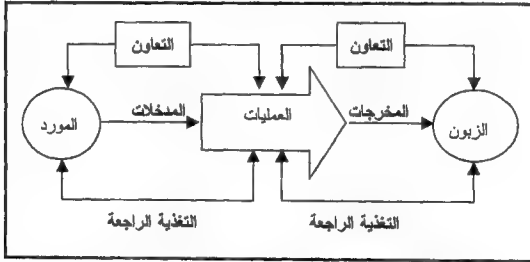 التعاون
التعاون
المورد
المدخلات
العمليات
المخرجات
الزبون
التغذية الراجعة
التغذية الراجعة